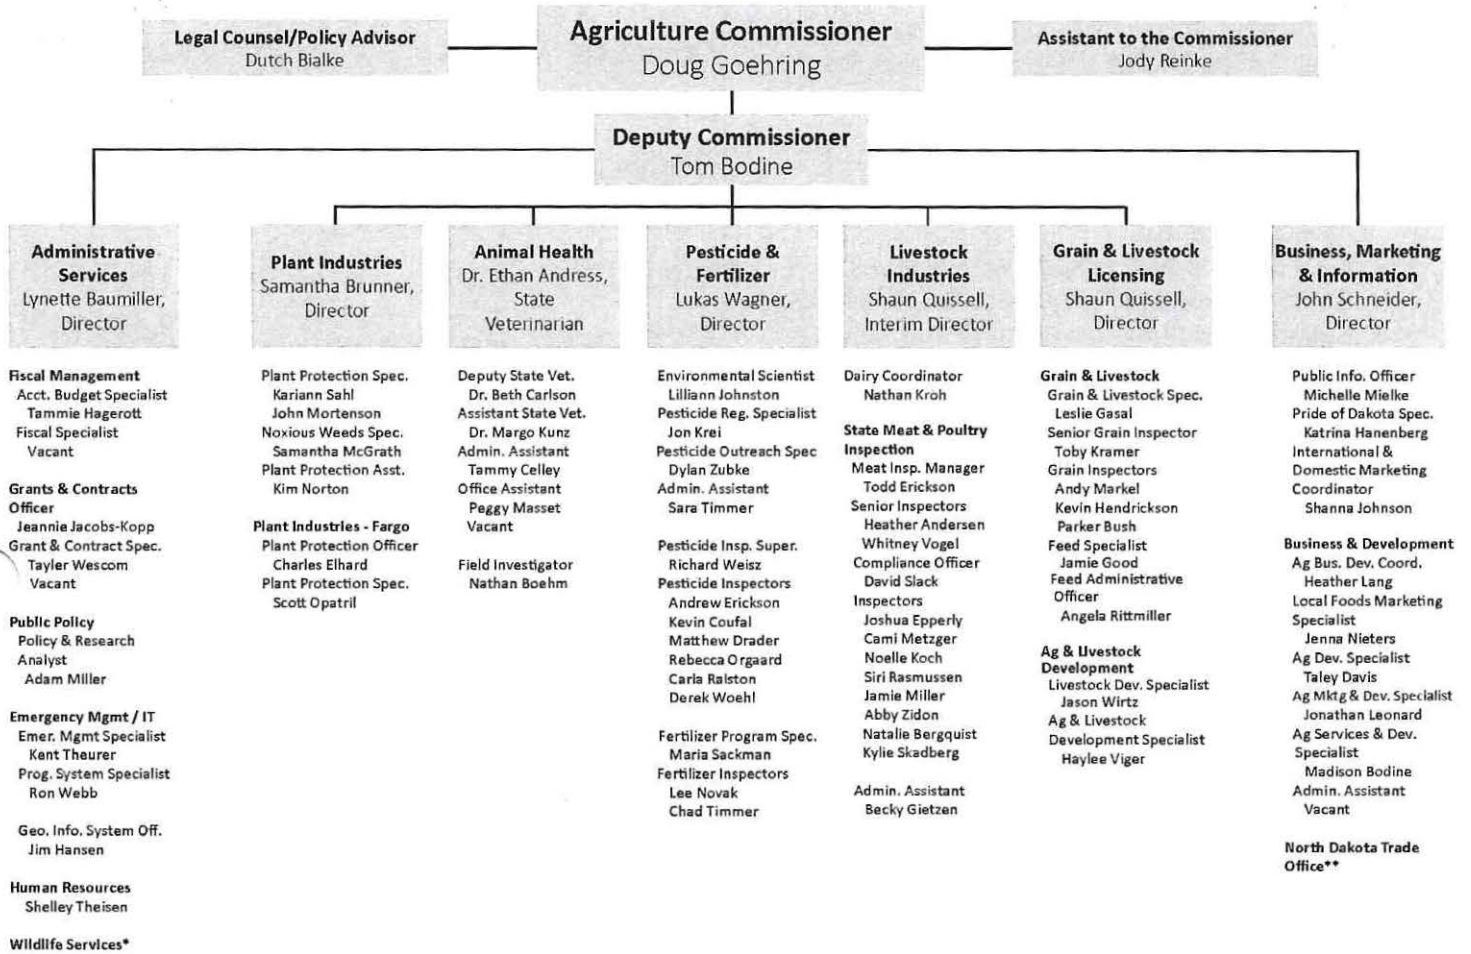 Legal Counsel/Policy Advisor
Dutch Bialke
Agriculture Commissioner
Doug Goehring
Assistant to the Commissioner
Jody Reinke
Deputy Commissioner
Tom Bodine
Administrative
Services
Lynette Baumiller,
Director
Fiscal Management
Acct. Budget Specialist
Tammie Hagerott
Fiscal Specialist
Vacant
Grants & Contracts
Officer
Jeannie Jacobs-Kopp
Grant & Contract Spec.
Tayler Wescom
Vacant
Public Policy
Policy & Research
Analyst
Adam Miller
Emergency Mgmt / IT
Emer. Mgmt Specialist
Kent Theurer
Prog. System Specialist
Ron Webb
Geo. Info. System Off.
Jim Hansen
Human Resources
Shelley Theisen
Wildlife Services*
Plant Industries
Samantha Brunner,
Director
Plant Protection Spec.
Kariann Sahl
John Mortenson
Noxious Weeds Spec.
Samantha McGrath
Plant Protection Asst.
Kim Norton
Plant Industries - Fargo
Plant Protection Officer
Charles Elhard
Plant Protection Spec.
Scott Opatril
Animal Health
Dr. Ethan Andress,
State
Veterinarian
Deputy State Vet.
Dr. Beth Carlson
Assistant State Vet.
Dr. Margo Kunz
Admin. Assistant
Tammy Celley
Office Assistant
Peggy Masset
Vacant
Field Investigator
Nathan Boehm
Pesticide &
Fertilizer
Lukas Wagner,
Director
Environmental Scientist
Lilliann Johnston
Pesticide Reg. Specialist
Jon Krei
Pesticide Outreach Spec
Dylan Zubke
Admin. Assistant
Sara Timmer
Pesticide Insp. Super.
Richard Weisz
Pesticide Inspectors
Andrew Erickson
Kevin Coufal
Matthew Drader
Rebecca Orgaard
Carla Ralston
Derek Woehl
Fertilizer Program Spec.
Maria Sackman
Fertilizer Inspectors
Lee Novak
Chad Timmer
Livestock
Industries
Shaun Quissell,
Interim Director
Dairy Coordinator
Nathan Kroh
State Meat & Poultry
Inspection
Meat Insp. Manager
Todd Erickson
Senior Inspectors
Heather Andersen
Whitney Vogel
Compliance Officer
David Slack
Inspectors
Joshua Epperly
Cami Metzger
Noelle Koch
Siri Rasmussen
Jamie Miller
Abby Zidon
Natalie Bergquist
Kylie Skadberg
Admin. Assistant
Becky Gietzen
Grain & Livestock
Licensing
Shaun Quissell,
Director
Grain & Livestock
Grain & Livestock Spec.
Leslie Gasal
Senior Grain Inspector
Toby Kramer
Grain Inspectors
Andy Markel
Kevin Hendrickson
Parker Bush
Feed Specialist
Jamie Good
Feed Administrative
Officer
Angela Rittmiller
Ag & Livestock
Development
Livestock Dev. Specialist
Jason Wirtz
Ag & Livestock
Development Specialist
Haylee Viger
Business, Marketing
& Information
John Schneider,
Director
Public Info. Officer
Michelle Mielke
Pride of Dakota Spec.
Katrina Hanenberg
International &
Domestic Marketing
Coordinator
Shanna Johnson
Business & Development
Ag Bus. Dev. Coord.
Heather Lang
Local Foods Marketing
Specialist
Jenna Nieters
Ag Dev. Specialist
Taley Davis
Ag Mktg & Dev. Specialist
Jonathan Leonard
Ag Services & Dev.
Specialist
Madison Bodine
Admin. Assistant
Vacant
North Dakota Trade
Office**